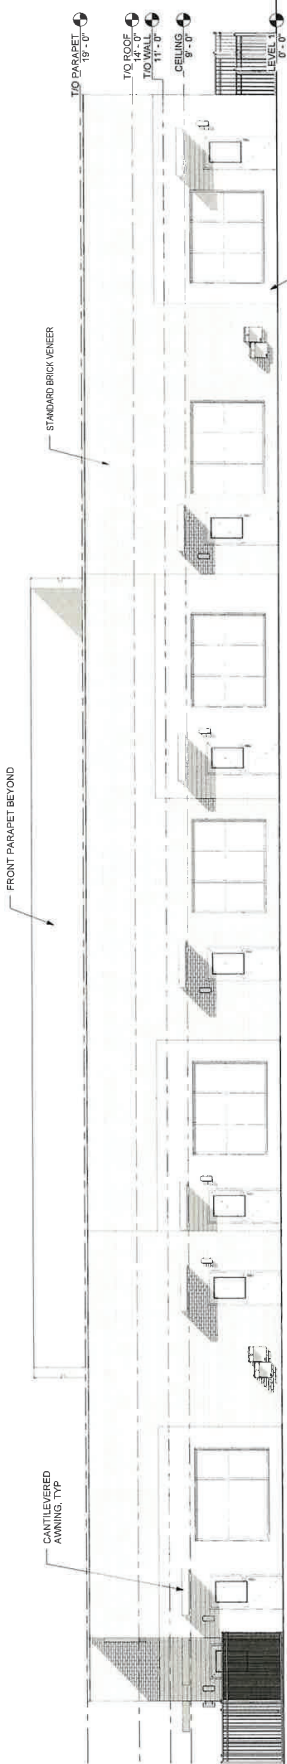 T/O PARAPET
19' - 0"
T/O ROOF
14' - 0"
T/O WALL
11' - 0"
CEILING
9' - 0"
LEVEL 1
0' - 0"
STANDARD BRICK VENEER
FRONT PARAPET BEYOND
CANTILEVERED
AWNING, TYP